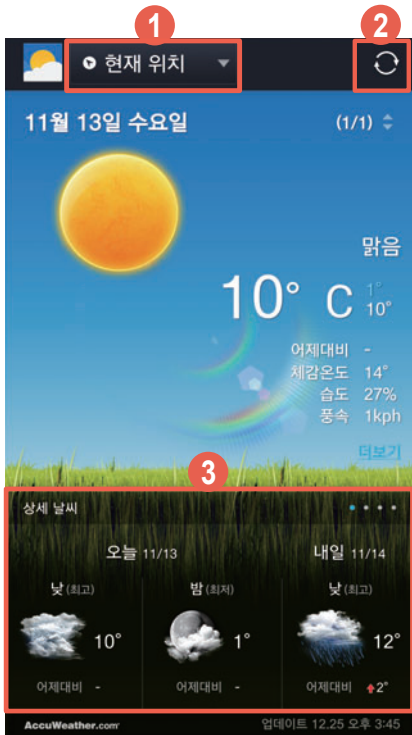 1 2
현재 위치
11월 13일 수요일 (1/1)
맑음
10° C 1° 10°
어제대비 -
체감온도 14°
습도 27%
풍속 1kph
더보기
3
상세 날씨
오늘 11/13 내일 11/14
낮(최고) 밤(최저) 낮(최고)
10° 1° 12°
어제대비 - 어제대비 - 어제대비 2°
AccuWeather.com 업데이트 12.25 오후 3:45